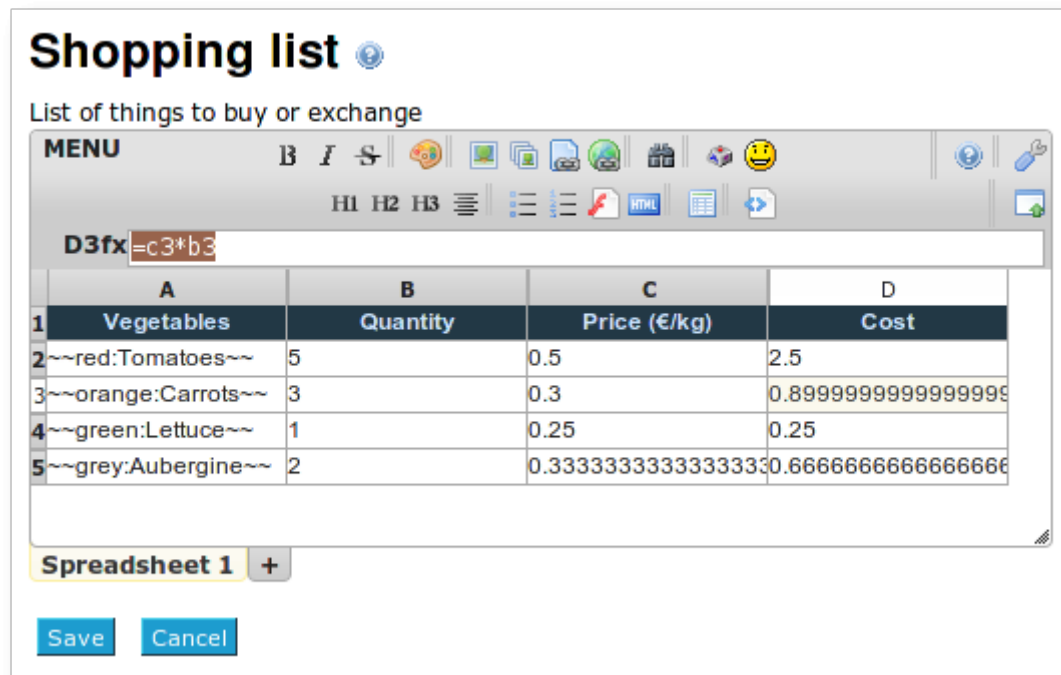 Shopping list
List of things to buy or exchange
MENU B I S
H1 H2 H3 HTML
D3fx =c3*b3
A B C D
1 Vegetables Quantity Price (€/kg) Cost
2 ~~red:Tomatoes~~ 5 0.5 2.5
3 ~~orange:Carrots~~ 3 0.3 0.8999999999999999
4 ~~green:Lettuce~~ 1 0.25 0.25
5 ~~grey:Aubergine~~ 2 0.3333333333333333 0.6666666666666666
Spreadsheet 1 +
Save Cancel